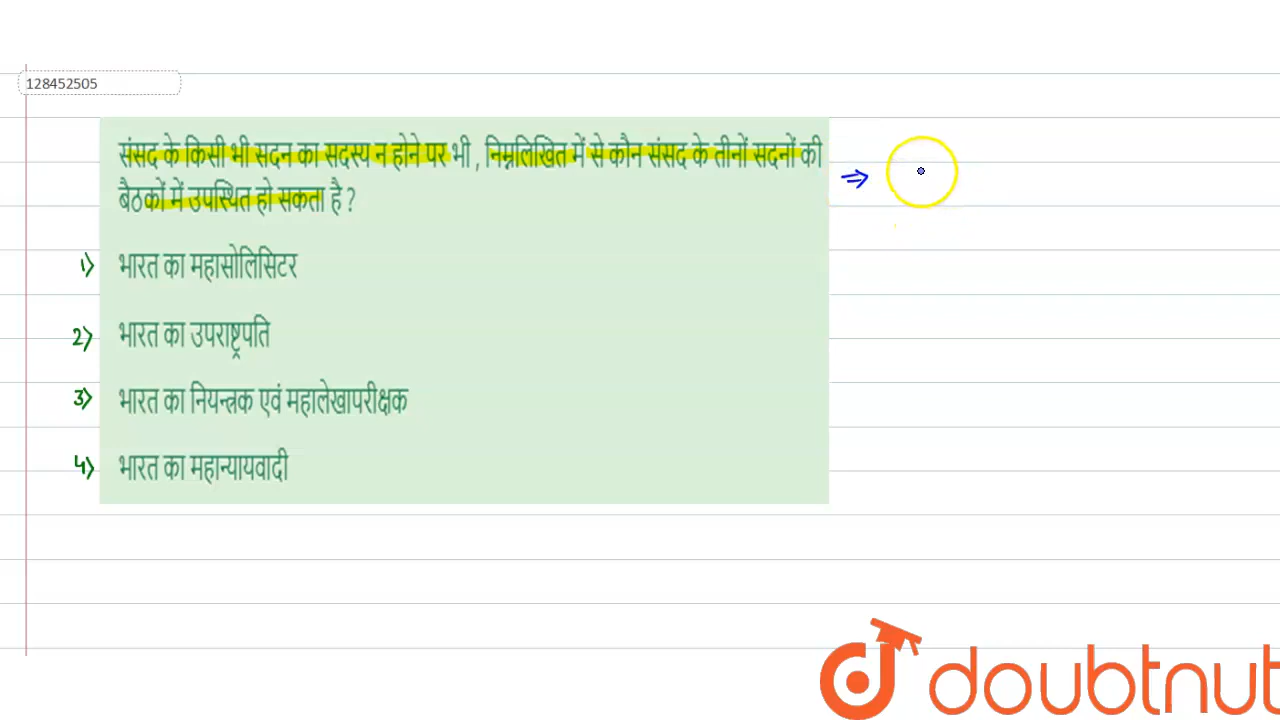 128452505
संसद के किसी भी सदन का सदस्य न होने पर भी , निम्नलिखित में से कौन संसद के तीनों सदनों की
बैठकों में उपस्थित हो सकता है ?
1) भारत का महासोलिसिटर
2) भारत का उपराष्ट्रपति
3) भारत का नियन्त्रक एवं महालेखापरीक्षक
4) भारत का महान्यायवादी
doubtnut